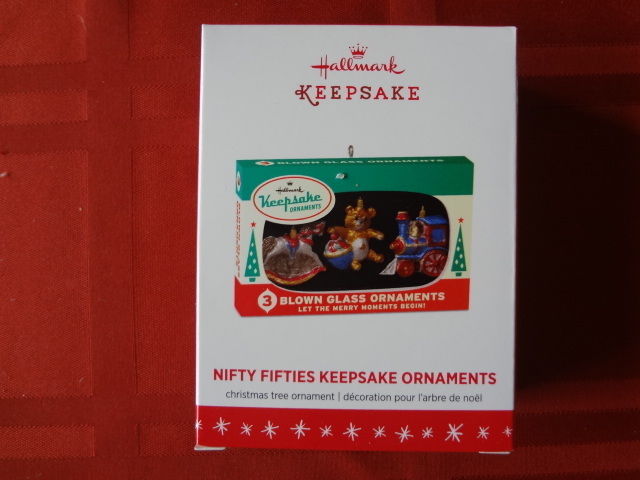 Hallmark
KEEPSAKE
3 BLOWN GLASS ORNAMENTS
Hallmark
Keepsake
ORNAMENTS
3 BLOWN GLASS ORNAMENTS
LET THE MERRY MOMENTS BEGIN!
NIFTY FIFTIES KEEPSAKE ORNAMENTS
christmas tree ornament | décoration pour l'arbre de noël